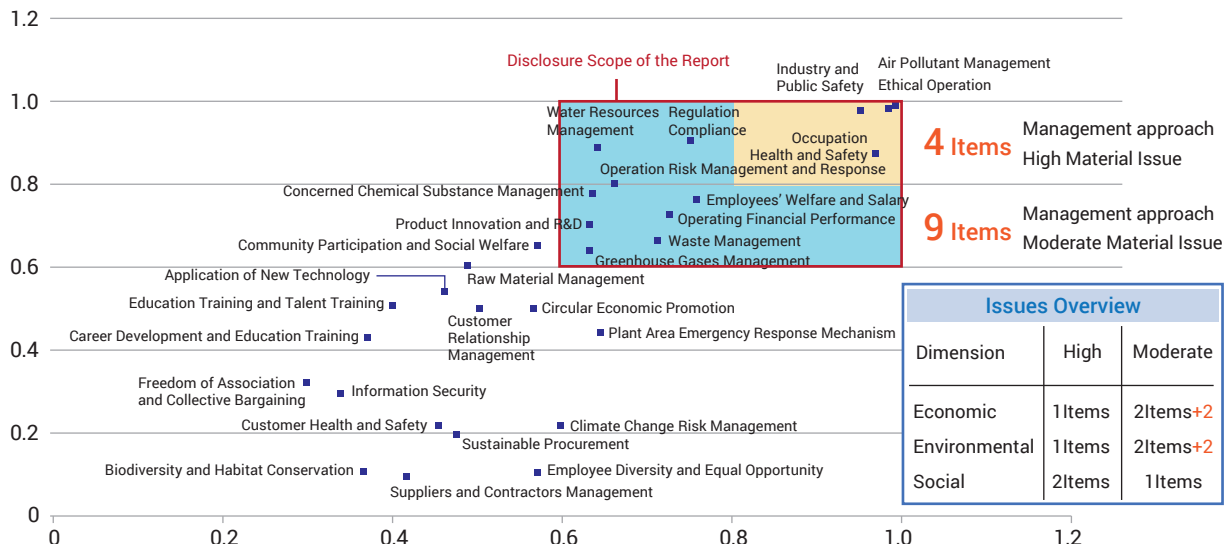 1.2
Disclosure Scope of the Report
Industry and
Public Safety
Air Pollutant Management
Ethical Operation
1.0
Water Resources
Management
Regulation
Compliance
Occupation
Health and Safety
4 Items
Management approach
High Material Issue
Operation Risk Management and Response
0.8
Concerned Chemical Substance Management
Employees' Welfare and Salary
Product Innovation and R&D
Operating Financial Performance
9 Items
Management approach
Moderate Material Issue
Community Participation and Social Welfare
Waste Management
Greenhouse Gases Management
0.6
Application of New Technology
Raw Material Management
Education Training and Talent Training
Circular Economic Promotion
Customer
Relationship
Management
Career Development and Education Training
Plant Area Emergency Response Mechanism
0.4
Freedom of Association
and Collective Bargaining
Information Security
Customer Health and Safety
Climate Change Risk Management
0.2
Sustainable Procurement
Biodiversity and Habitat Conservation
Employee Diversity and Equal Opportunity
Suppliers and Contractors Management
0
0.0 0.2 0.4 0.6 0.8 1.0 1.2
Issues Overview
Dimension High Moderate
Economic 1Items 2Items+2
Environmental 1Items 2Items+2
Social 2Items 1Items